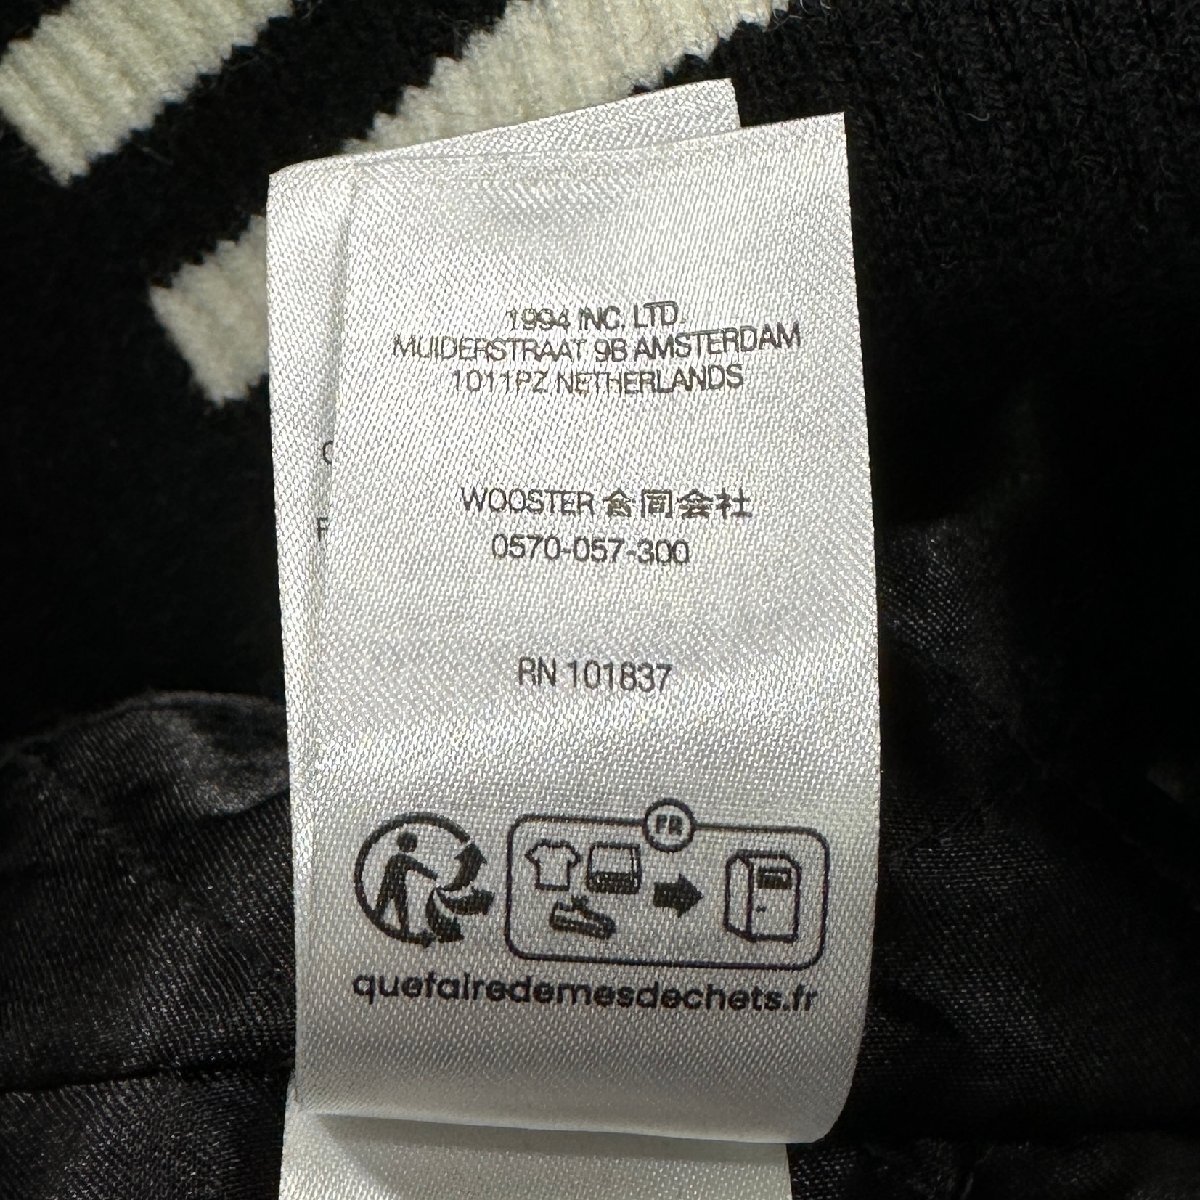 1994 INC. LTD.
MUIDERSTRAAT 9B AMSTERDAM
1011PZ NETHERLANDS
WOOSTER 合同会社
0570-057-300
RN 101837
FR
quefairedemesdechets.fr